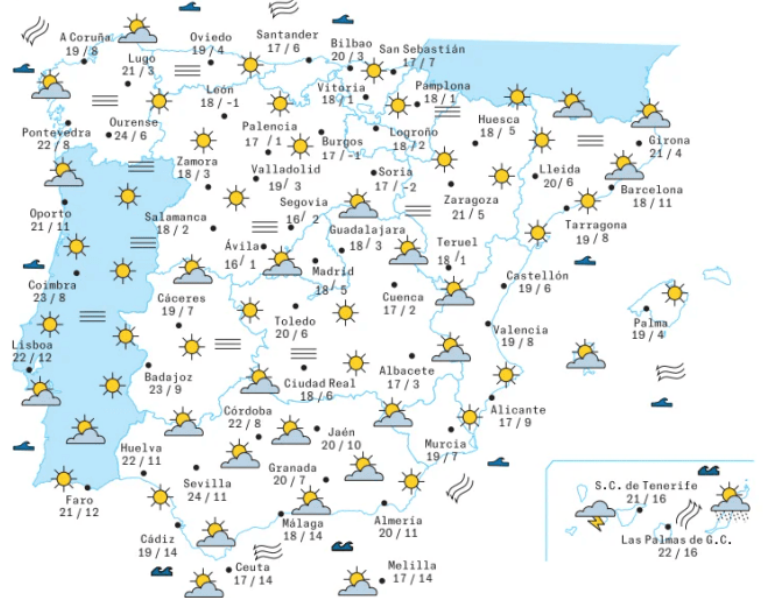 A Coruña
19 / 8
Lugo
21 / 3
Oviedo
19 / 4
Santander
17 / 6
Bilbao
20 / 3
San Sebastián
17 / 7
Vitoria
18 / 1
Pamplona
18 / 1
Pontevedra
22 / 8
Ourense
24 / 6
León
18 / -1
Palencia
17 / 1
Burgos
17 / -1
Logroño
18 / 2
Huesca
18 / 5
Girona
21 / 4
Zamora
18 / 3
Valladolid
19 / 3
Soria
17 / -2
Zaragoza
21 / 5
Lleida
20 / 6
Barcelona
18 / 11
Oporto
21 / 11
Salamanca
18 / 2
Segovia
16 / 2
Guadalajara
18 / 3
Tarragona
19 / 8
Ávila
16 / 1
Madrid
18 / 5
Teruel
18 / 1
Castellón
19 / 6
Coimbra
23 / 8
Cáceres
19 / 7
Cuenca
17 / 2
Toledo
20 / 6
Valencia
19 / 8
Palma
19 / 4
Lisboa
22 / 12
Badajoz
23 / 9
Ciudad Real
18 / 6
Albacete
17 / 3
Alicante
17 / 9
Córdoba
22 / 8
Jaén
20 / 10
Murcia
19 / 7
Huelva
22 / 11
Sevilla
24 / 11
Granada
20 / 7
Faro
21 / 12
Cádiz
19 / 14
Málaga
18 / 14
Almería
20 / 11
Ceuta
17 / 14
Melilla
17 / 14
S.C. de Tenerife
21 / 16
Las Palmas de G.C.
22 / 16